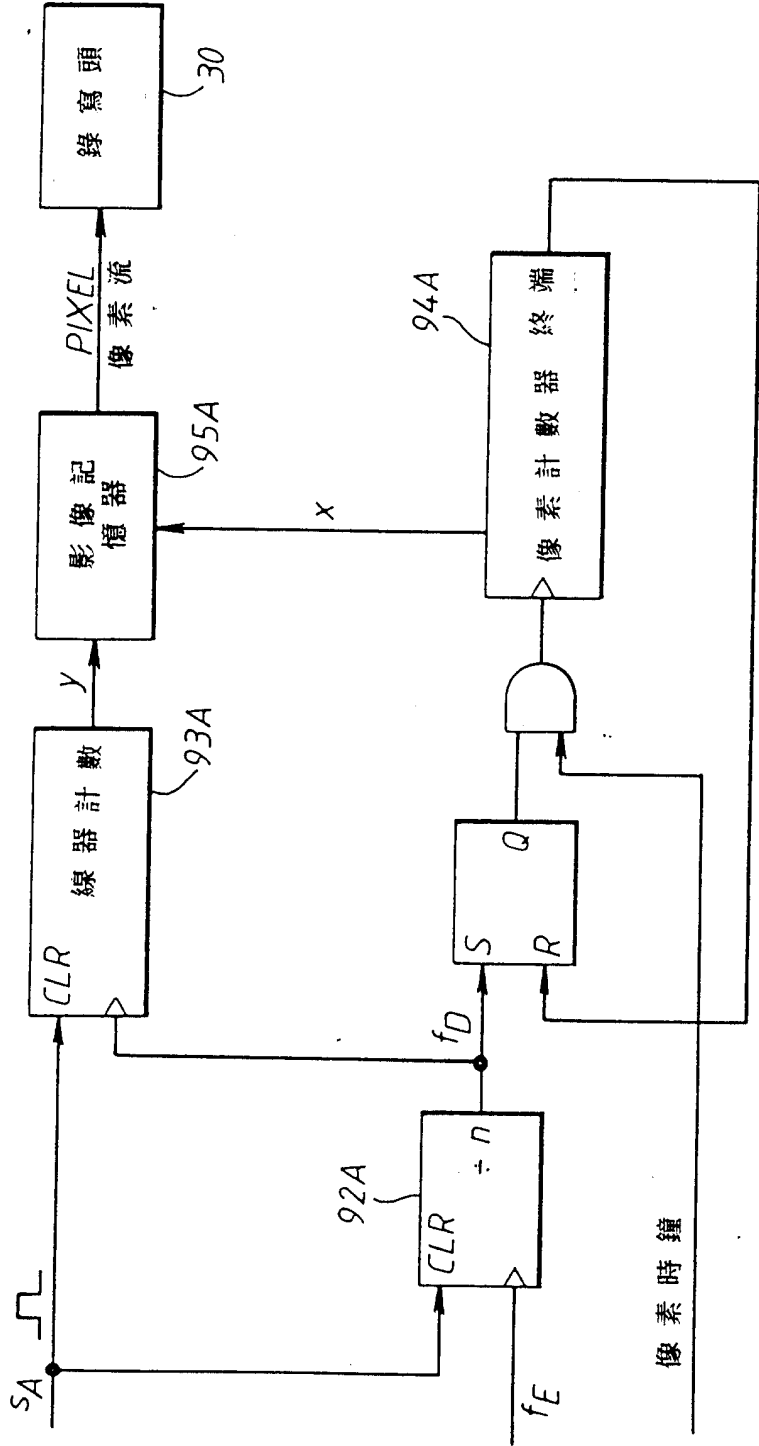 s_A
CLR
線器計數
93A
y
影像記
憶器
95A
PIXEL
像素流
錄寫頭
30
f_E
CLR
÷ n
92A
f_D
S
R
Q
x
像素計數器 終端
94A
像素時鐘